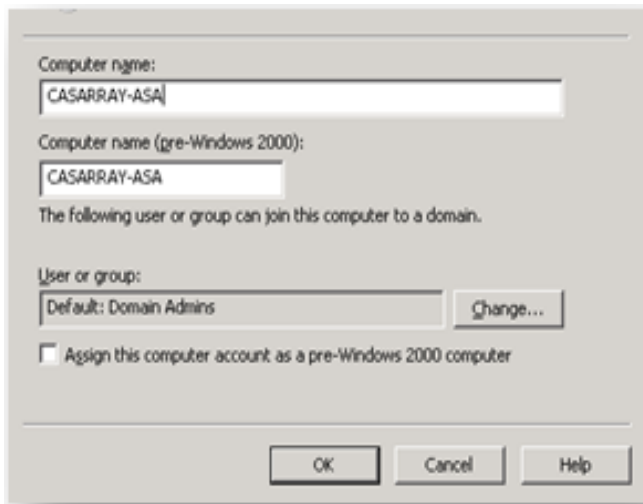 Computer name:
CASARRAY-ASA
Computer name (pre-Windows 2000):
CASARRAY-ASA
The following user or group can join this computer to a domain.
User or group:
Default: Domain Admins
Change...
Assign this computer account as a pre-Windows 2000 computer
OK
Cancel
Help